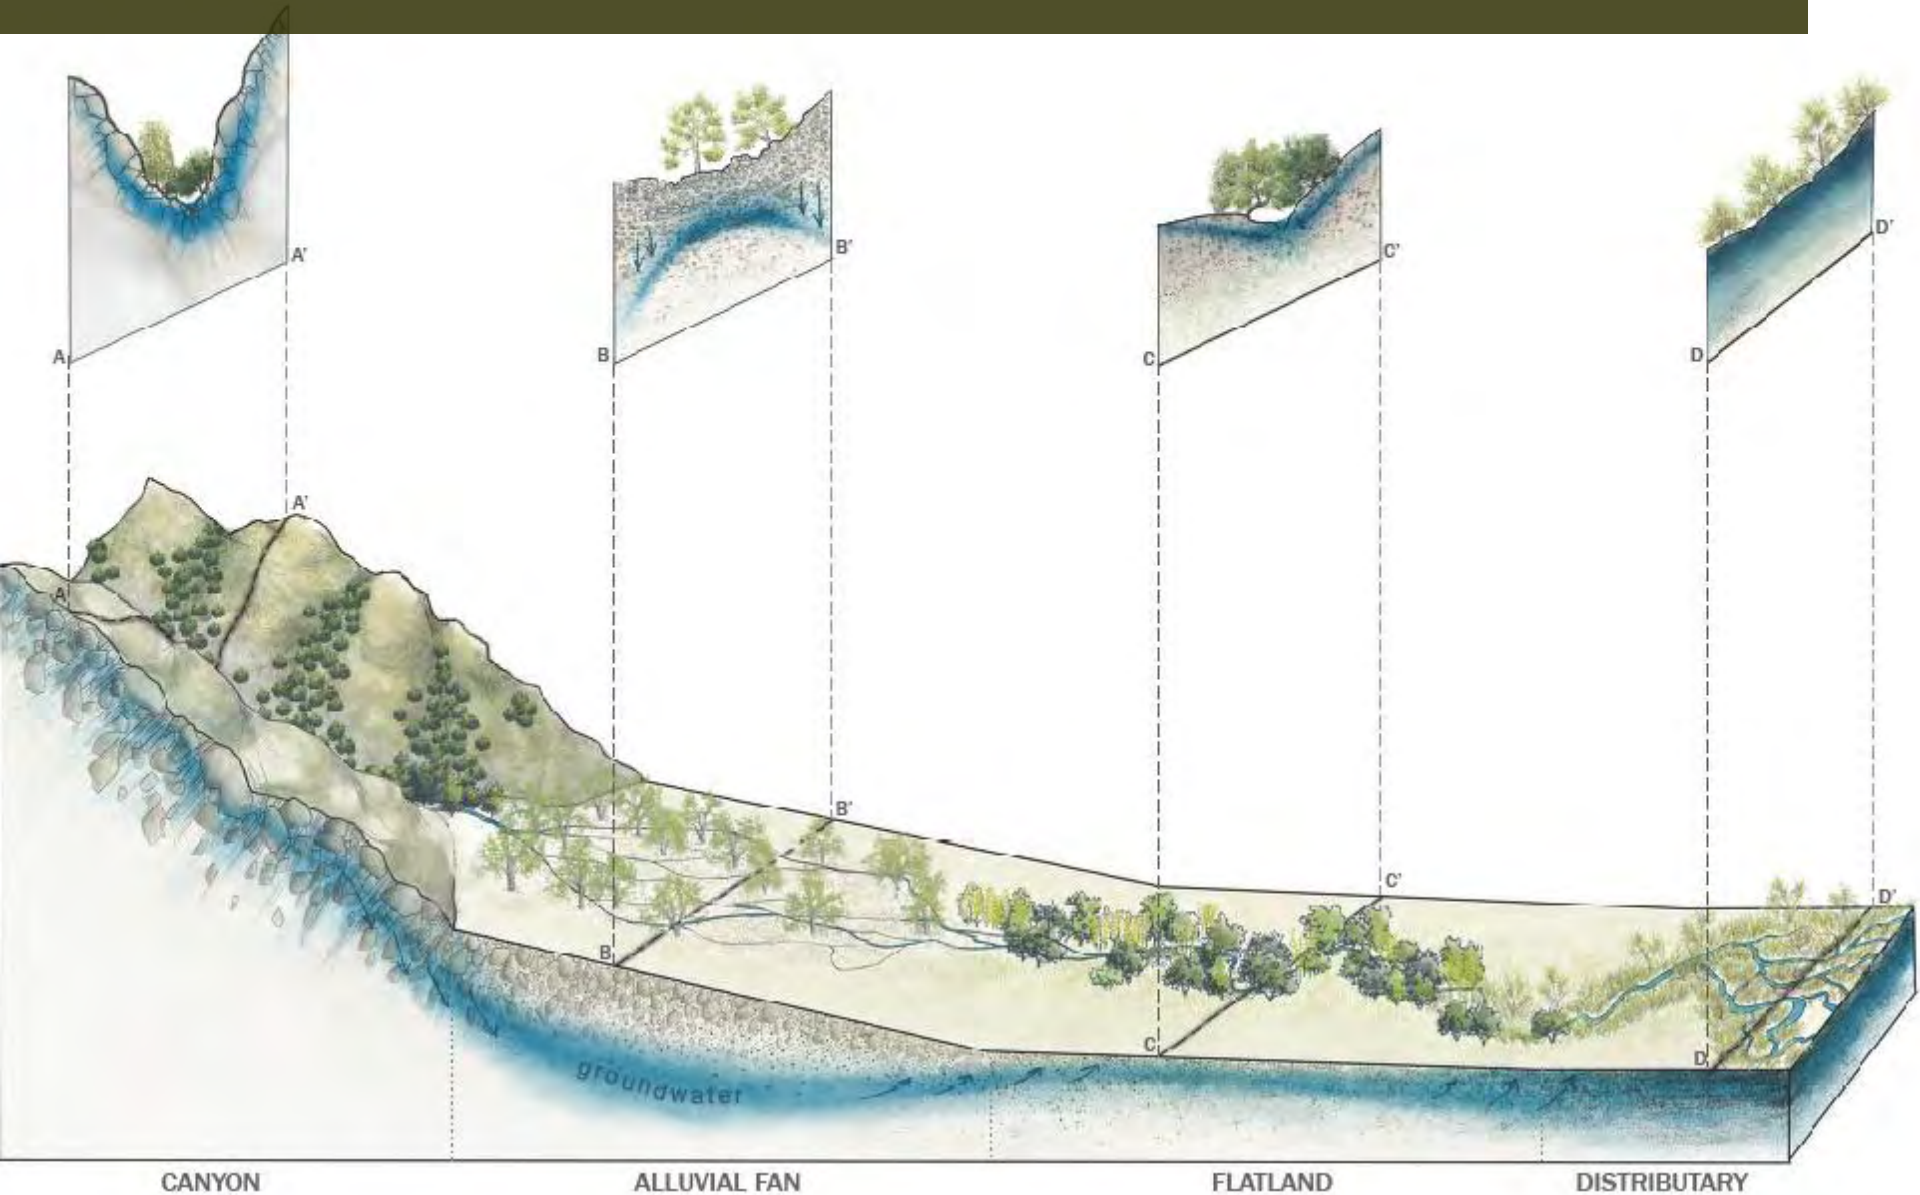 A'
B'
C'
D'
A
B
C
D
A'
A
B'
C'
D'
B
C
D
groundwater
CANYON
ALLUVIAL FAN
FLATLAND
DISTRIBUTARY